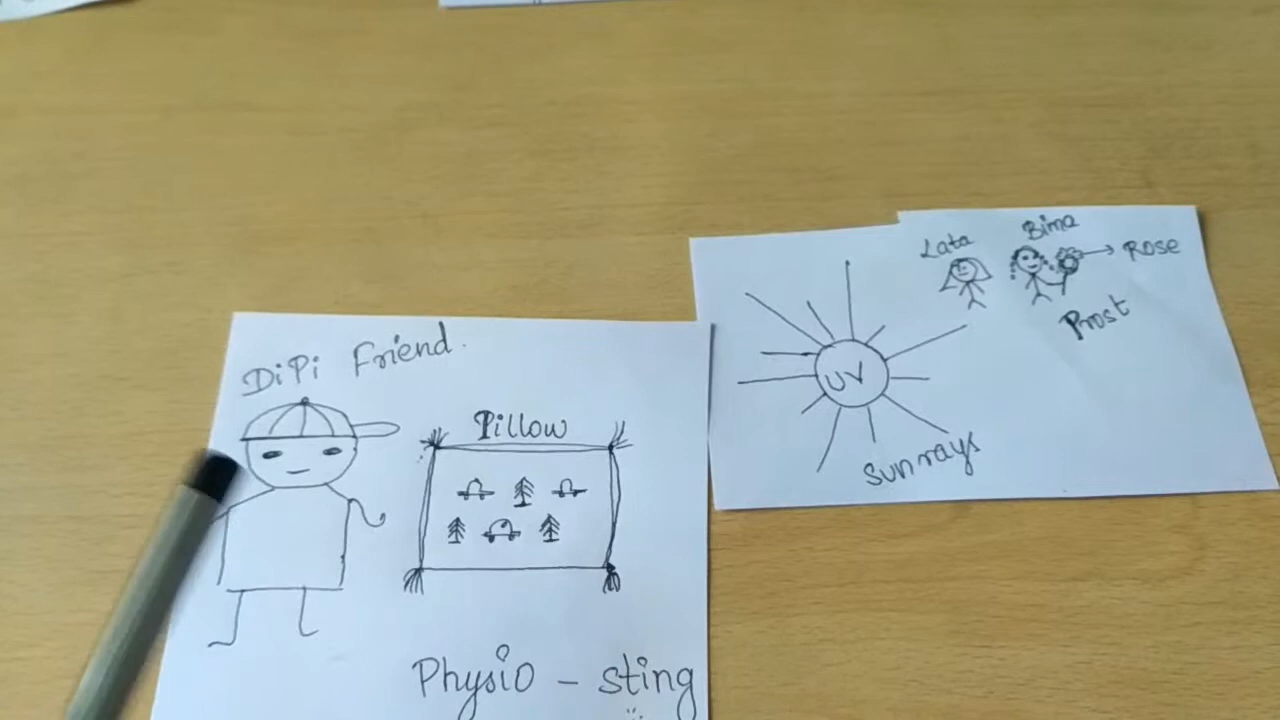 DiPi Friend.
Pillow
Physio - sting
Lata
Bima
Rose
Prost
UV
Sunrays